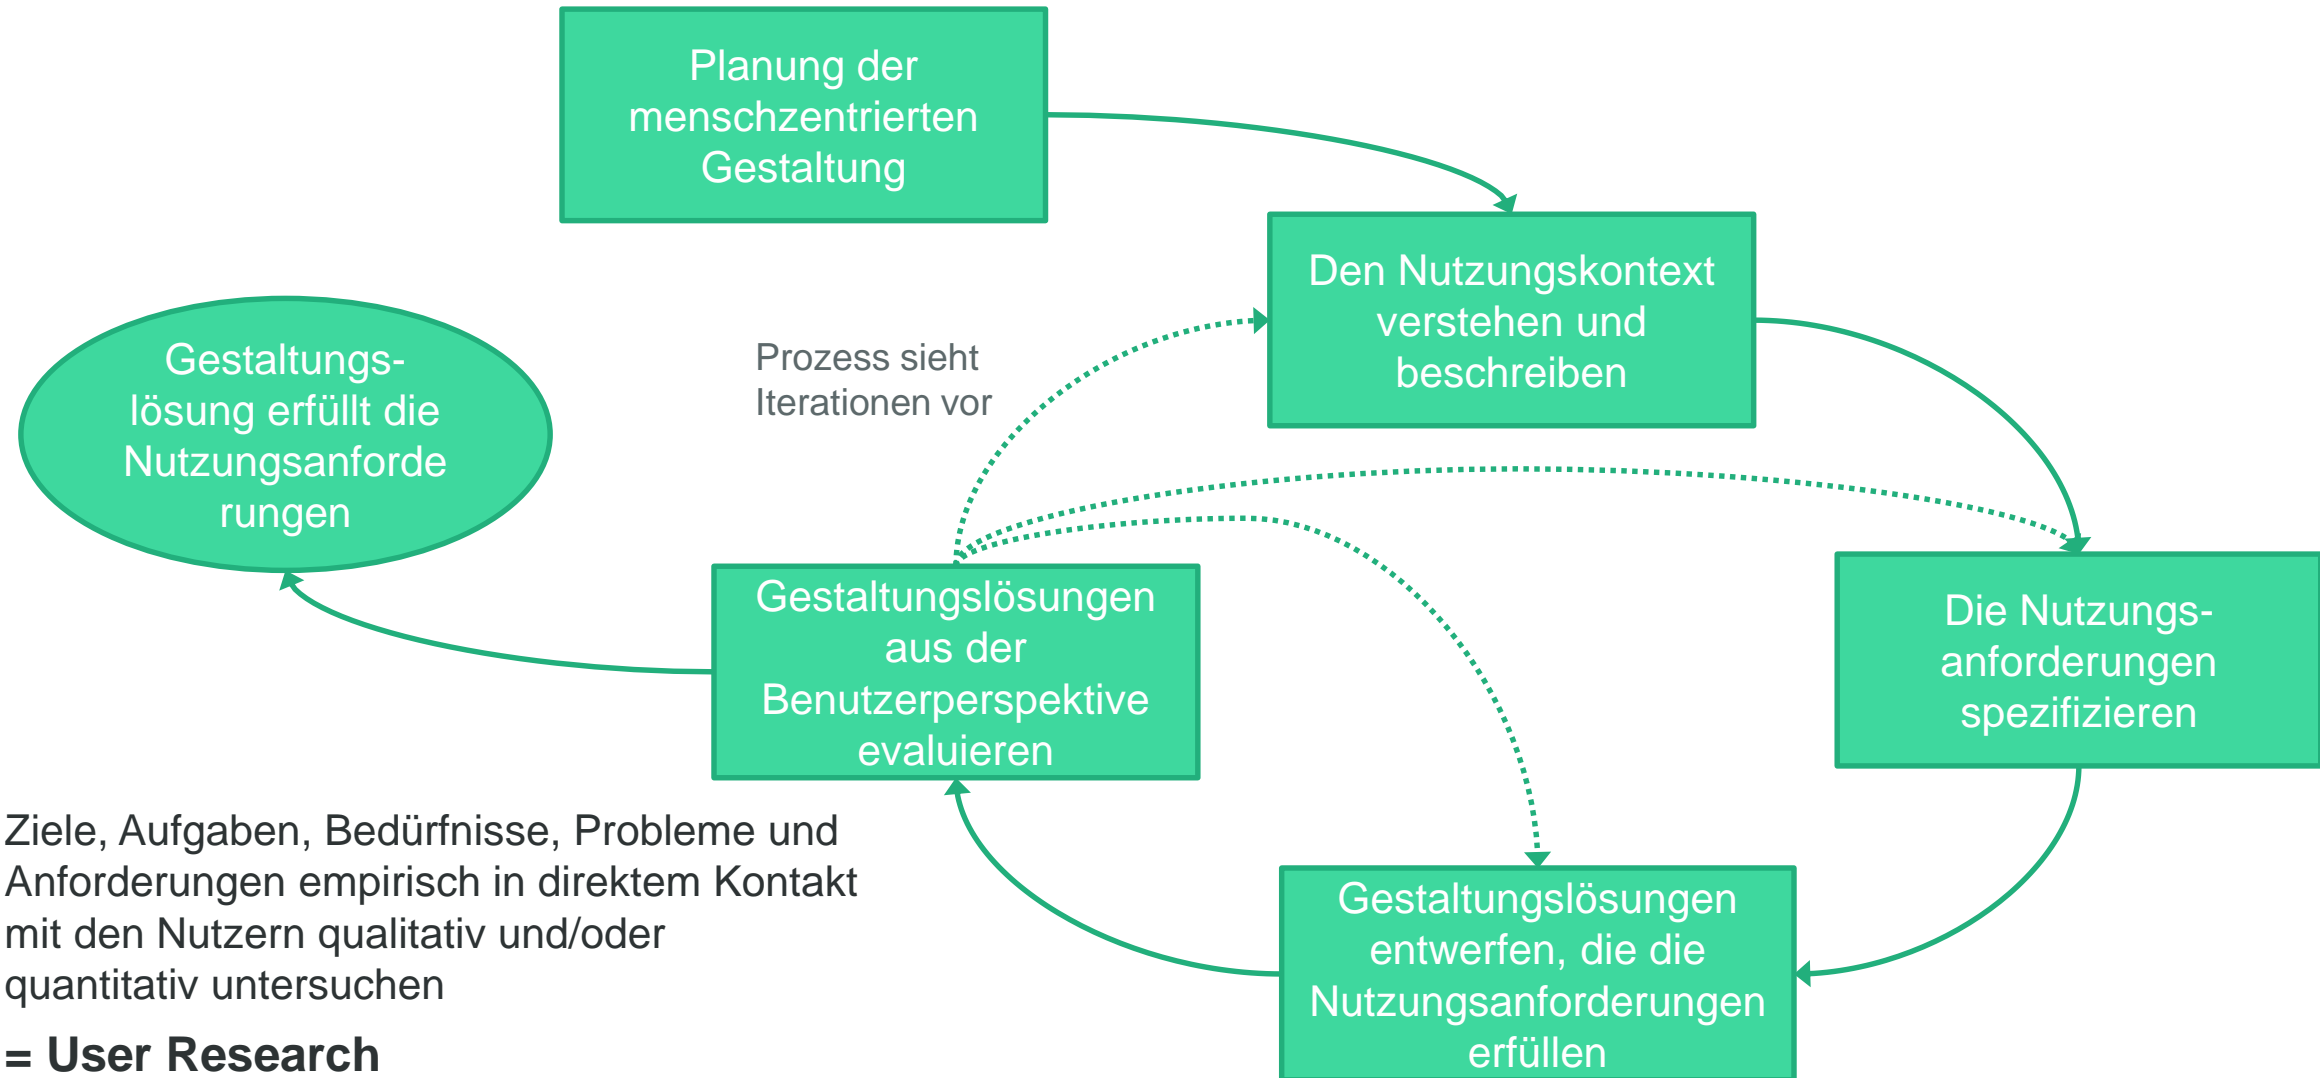 Planung der
menschzentrierten
Gestaltung
Den Nutzungskontext
verstehen und
beschreiben
Prozess sieht
Iterationen vor
Gestaltungs-
lösung erfüllt die
Nutzungsanforde
rungen
Gestaltungslösungen
aus der
Benutzerperspektive
evaluieren
Die Nutzungs-
anforderungen
spezifizieren
Gestaltungslösungen
entwerfen, die die
Nutzungsanforderungen
erfüllen
Ziele, Aufgaben, Bedürfnisse, Probleme und
Anforderungen empirisch in direktem Kontakt
mit den Nutzern qualitativ und/oder
quantitativ untersuchen
= User Research